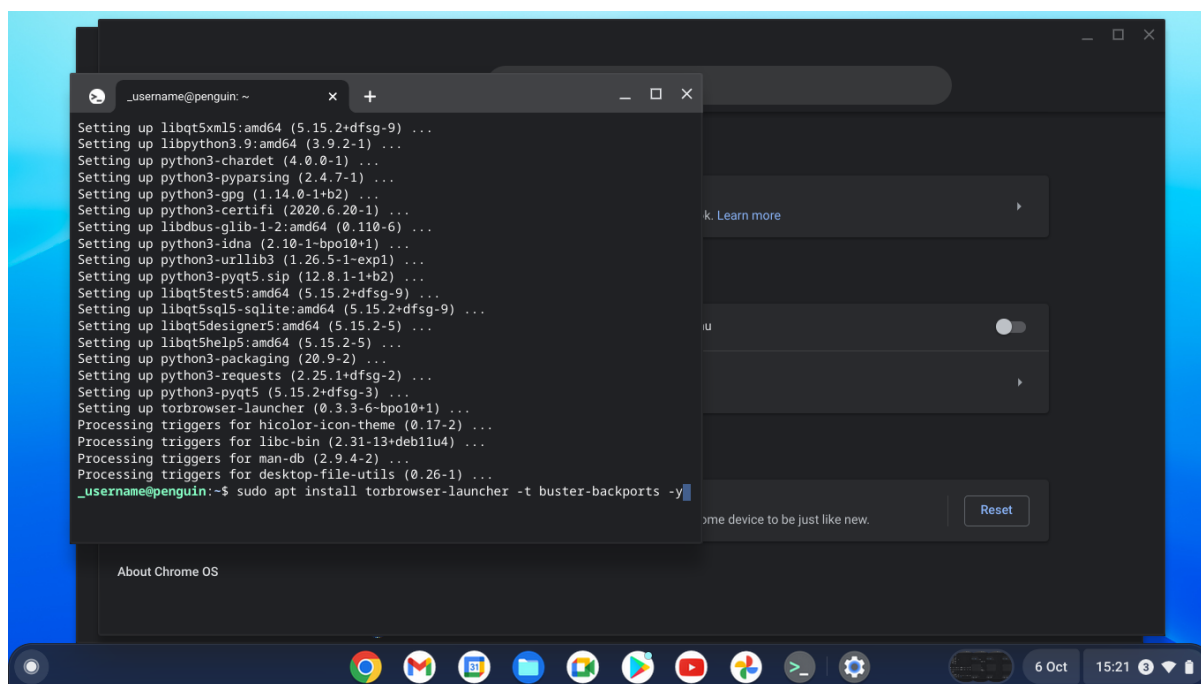 _username@penguin: ~
Setting up libqt5xml5:amd64 (5.15.2+dfsg-9) ...
Setting up libpython3.9:amd64 (3.9.2-1) ...
Setting up python3-chardet (4.0.0-1) ...
Setting up python3-pyparsing (2.4.7-1) ...
Setting up python3-gpg (1.14.0-1+b2) ...
Setting up python3-certifi (2020.6.20-1) ...
Setting up libdbus-glib-1-2:amd64 (0.110-6) ...
Setting up python3-idna (2.10-1~bpo10+1) ...
Setting up python3-urllib3 (1.26.5-1~exp1) ...
Setting up python3-pyqt5.sip (12.8.1-1+b2) ...
Setting up libqt5test5:amd64 (5.15.2+dfsg-9) ...
Setting up libqt5sql5-sqlite:amd64 (5.15.2+dfsg-9) ...
Setting up libqt5designer5:amd64 (5.15.2-5) ...
Setting up libqt5help5:amd64 (5.15.2-5) ...
Setting up python3-packaging (20.9-2) ...
Setting up python3-requests (2.25.1+dfsg-2) ...
Setting up python3-pyqt5 (5.15.2+dfsg-3) ...
Setting up torbrowser-launcher (0.3.3-6~bpo10+1) ...
Processing triggers for hicolor-icon-theme (0.17-2) ...
Processing triggers for libc-bin (2.31-13+deb11u4) ...
Processing triggers for man-db (2.9.4-2) ...
Processing triggers for desktop-file-utils (0.26-1) ...
_username@penguin:~$ sudo apt install torbrowser-launcher -t buster-backports -y
k. Learn more
ome device to be just like new.
Reset
About Chrome OS
31
6 Oct
15:21
3